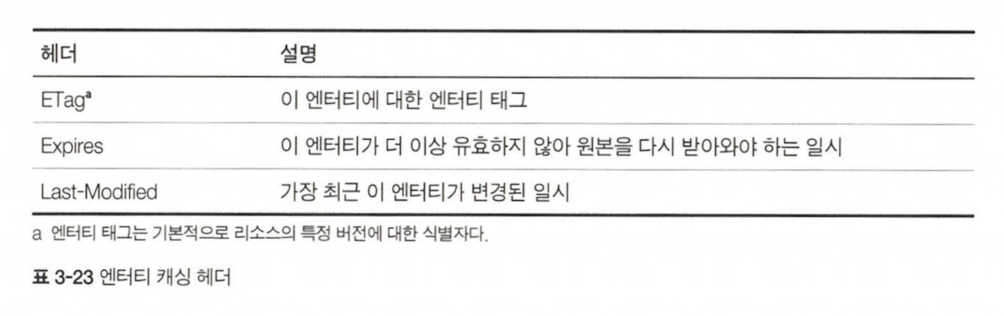 헤더 설명
ETagᵃ 이 엔터티에 대한 엔터티 태그
Expires 이 엔터티가 더 이상 유효하지 않아 원본을 다시 받아와야 하는 일시
Last-Modified 가장 최근 이 엔터티가 변경된 일시
a 엔터티 태그는 기본적으로 리소스의 특정 버전에 대한 식별자다.
표 3-23 엔터티 캐싱 헤더